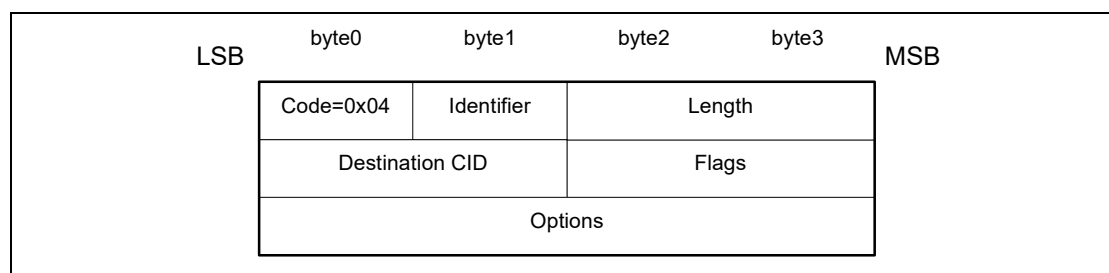 byte0 byte1 byte2 byte3
LSB MSB
Code=0x04 Identifier Length
Destination CID Flags
Options